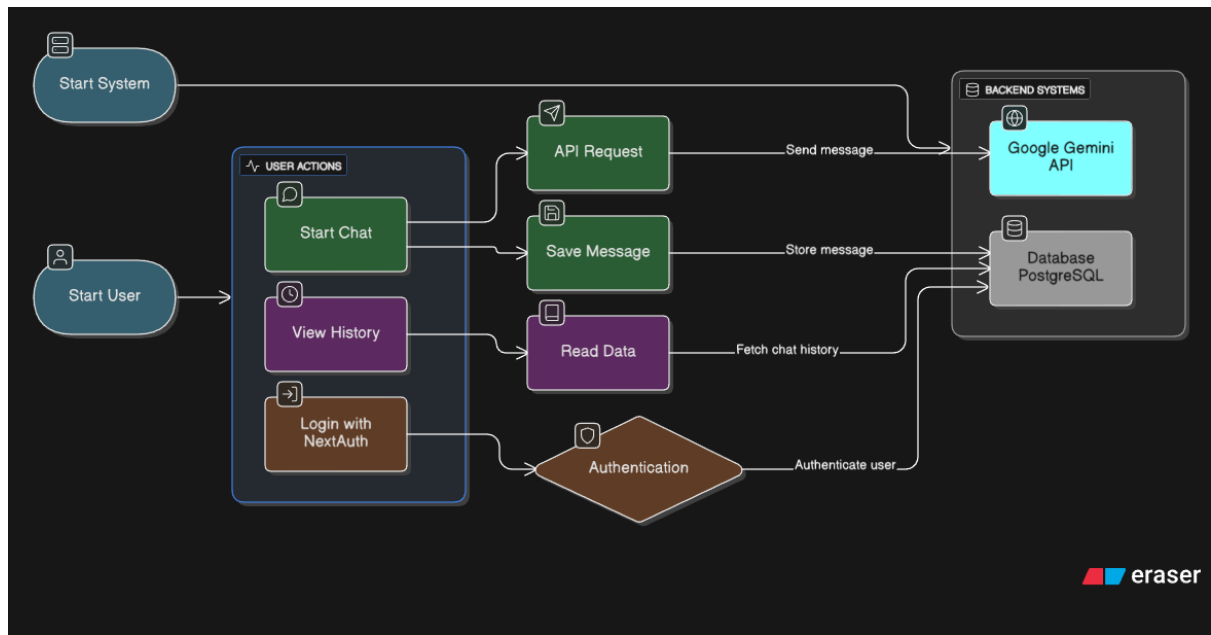 Start System
BACKEND SYSTEMS
API Request
Send message
Google Gemini
API
USER ACTIONS
Start Chat
Save Message
Store message
Database
PostgreSQL
Start User
View History
Read Data
Fetch chat history
Login with
NextAuth
Authentication
Authenticate user
eraser